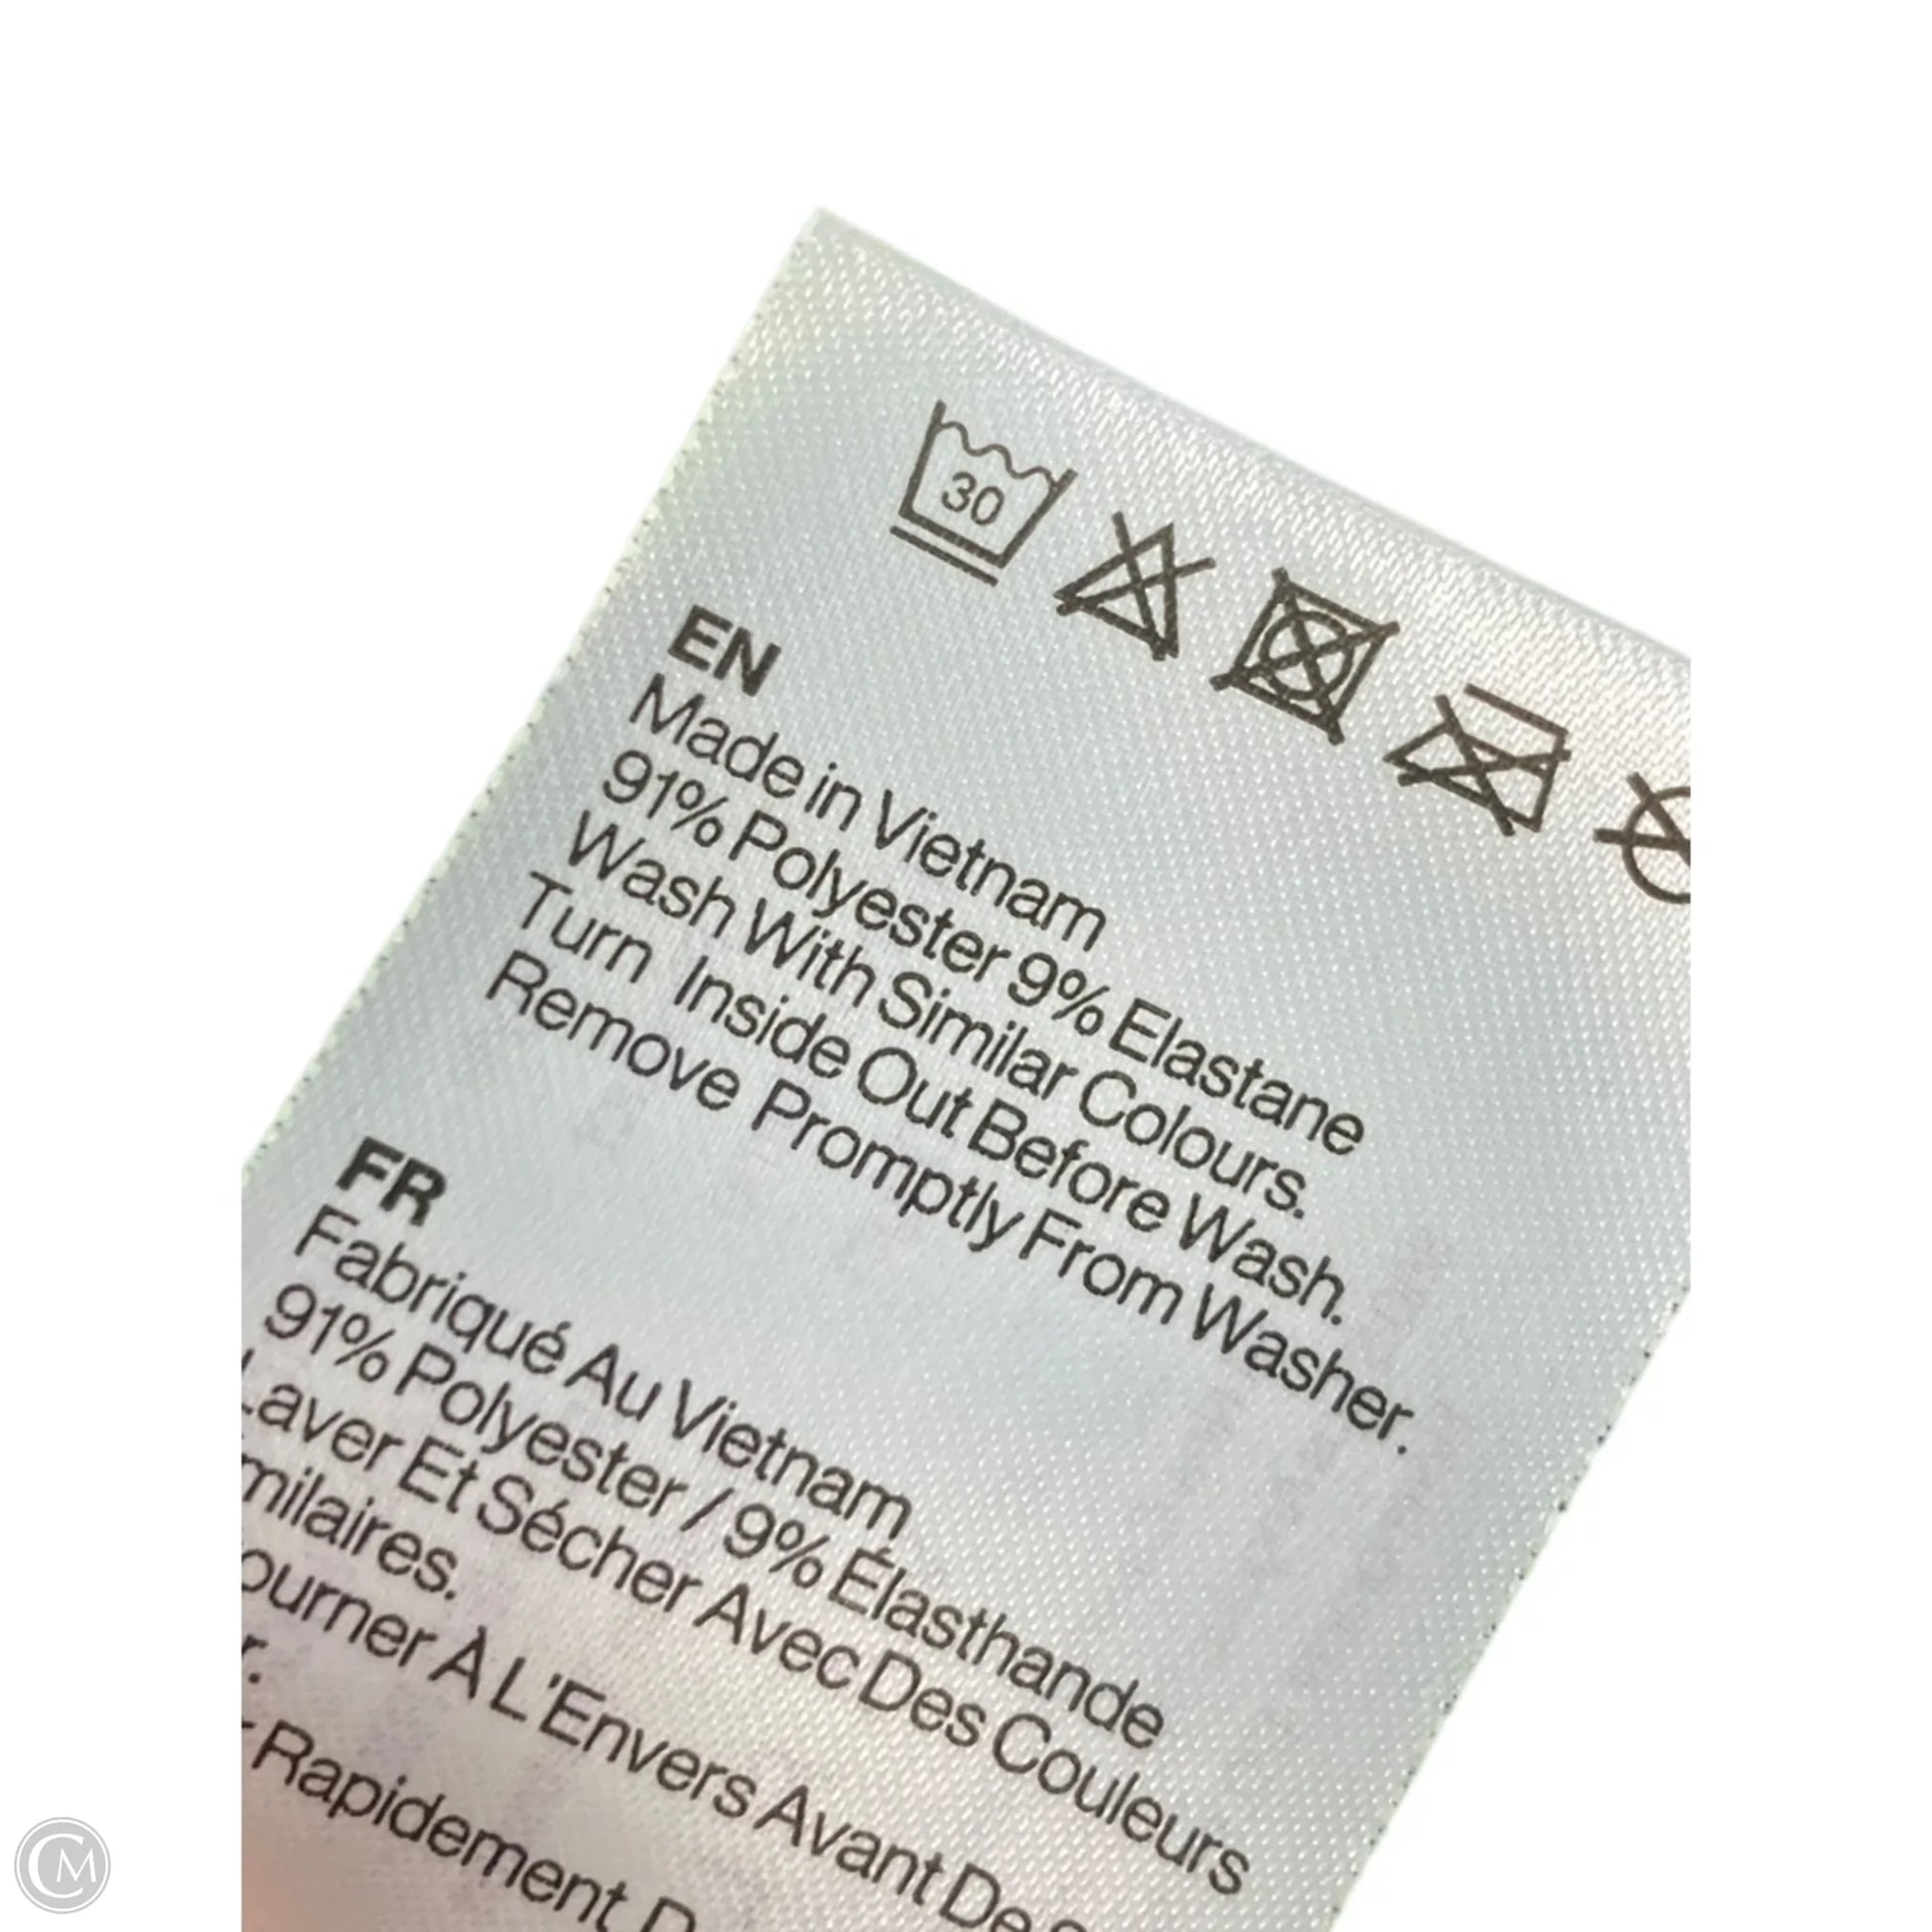 30
EN
Made in Vietnam
91% Polyester 9% Elastane
Wash With Similar Colours.
Turn Inside Out Before Wash.
Remove Promptly From Washer.
FR
Fabriqué Au Vietnam
91% Polyester / 9% Élasthande
Laver Et Sécher Avec Des Couleurs
milaires.
ourner À L'Envers Avant De
r.
r Rapidement D
CM